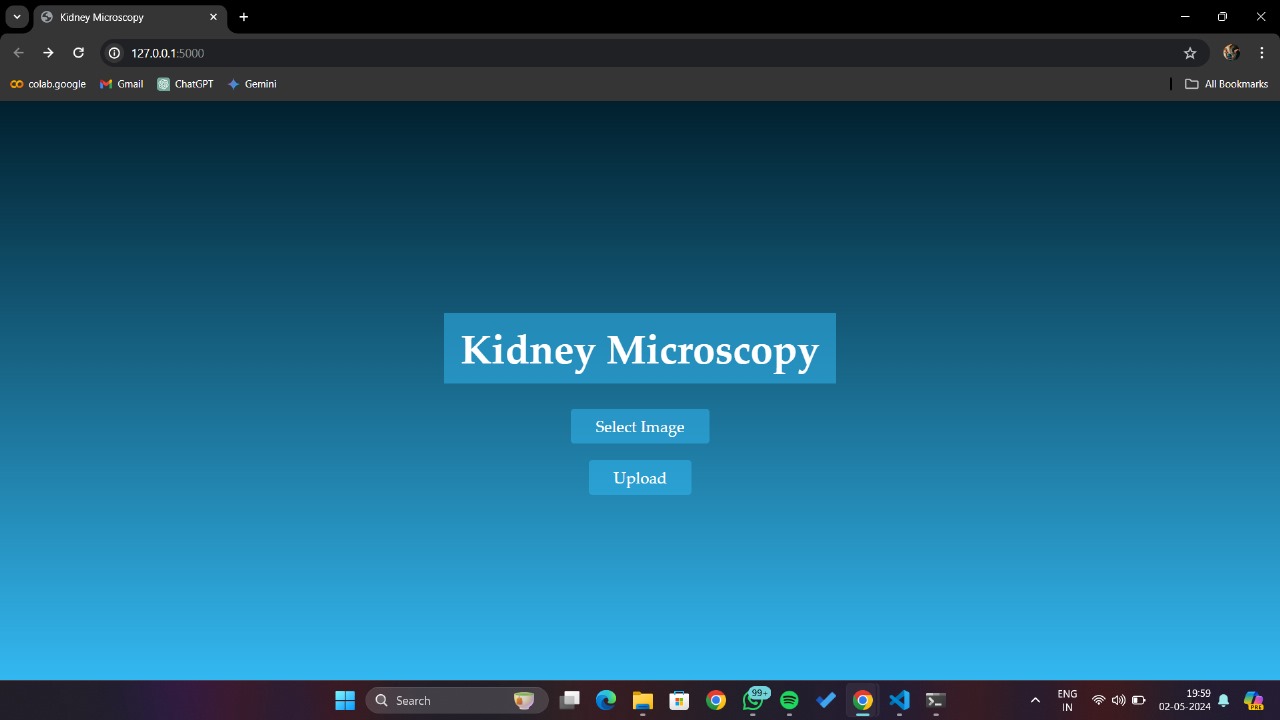 Kidney Microscopy
127.0.0.1:5000
colab.google Gmail ChatGPT Gemini All Bookmarks
Kidney Microscopy
Select Image
Upload
Search 99+ ENG 19:59
IN 02-05-2024 PRE